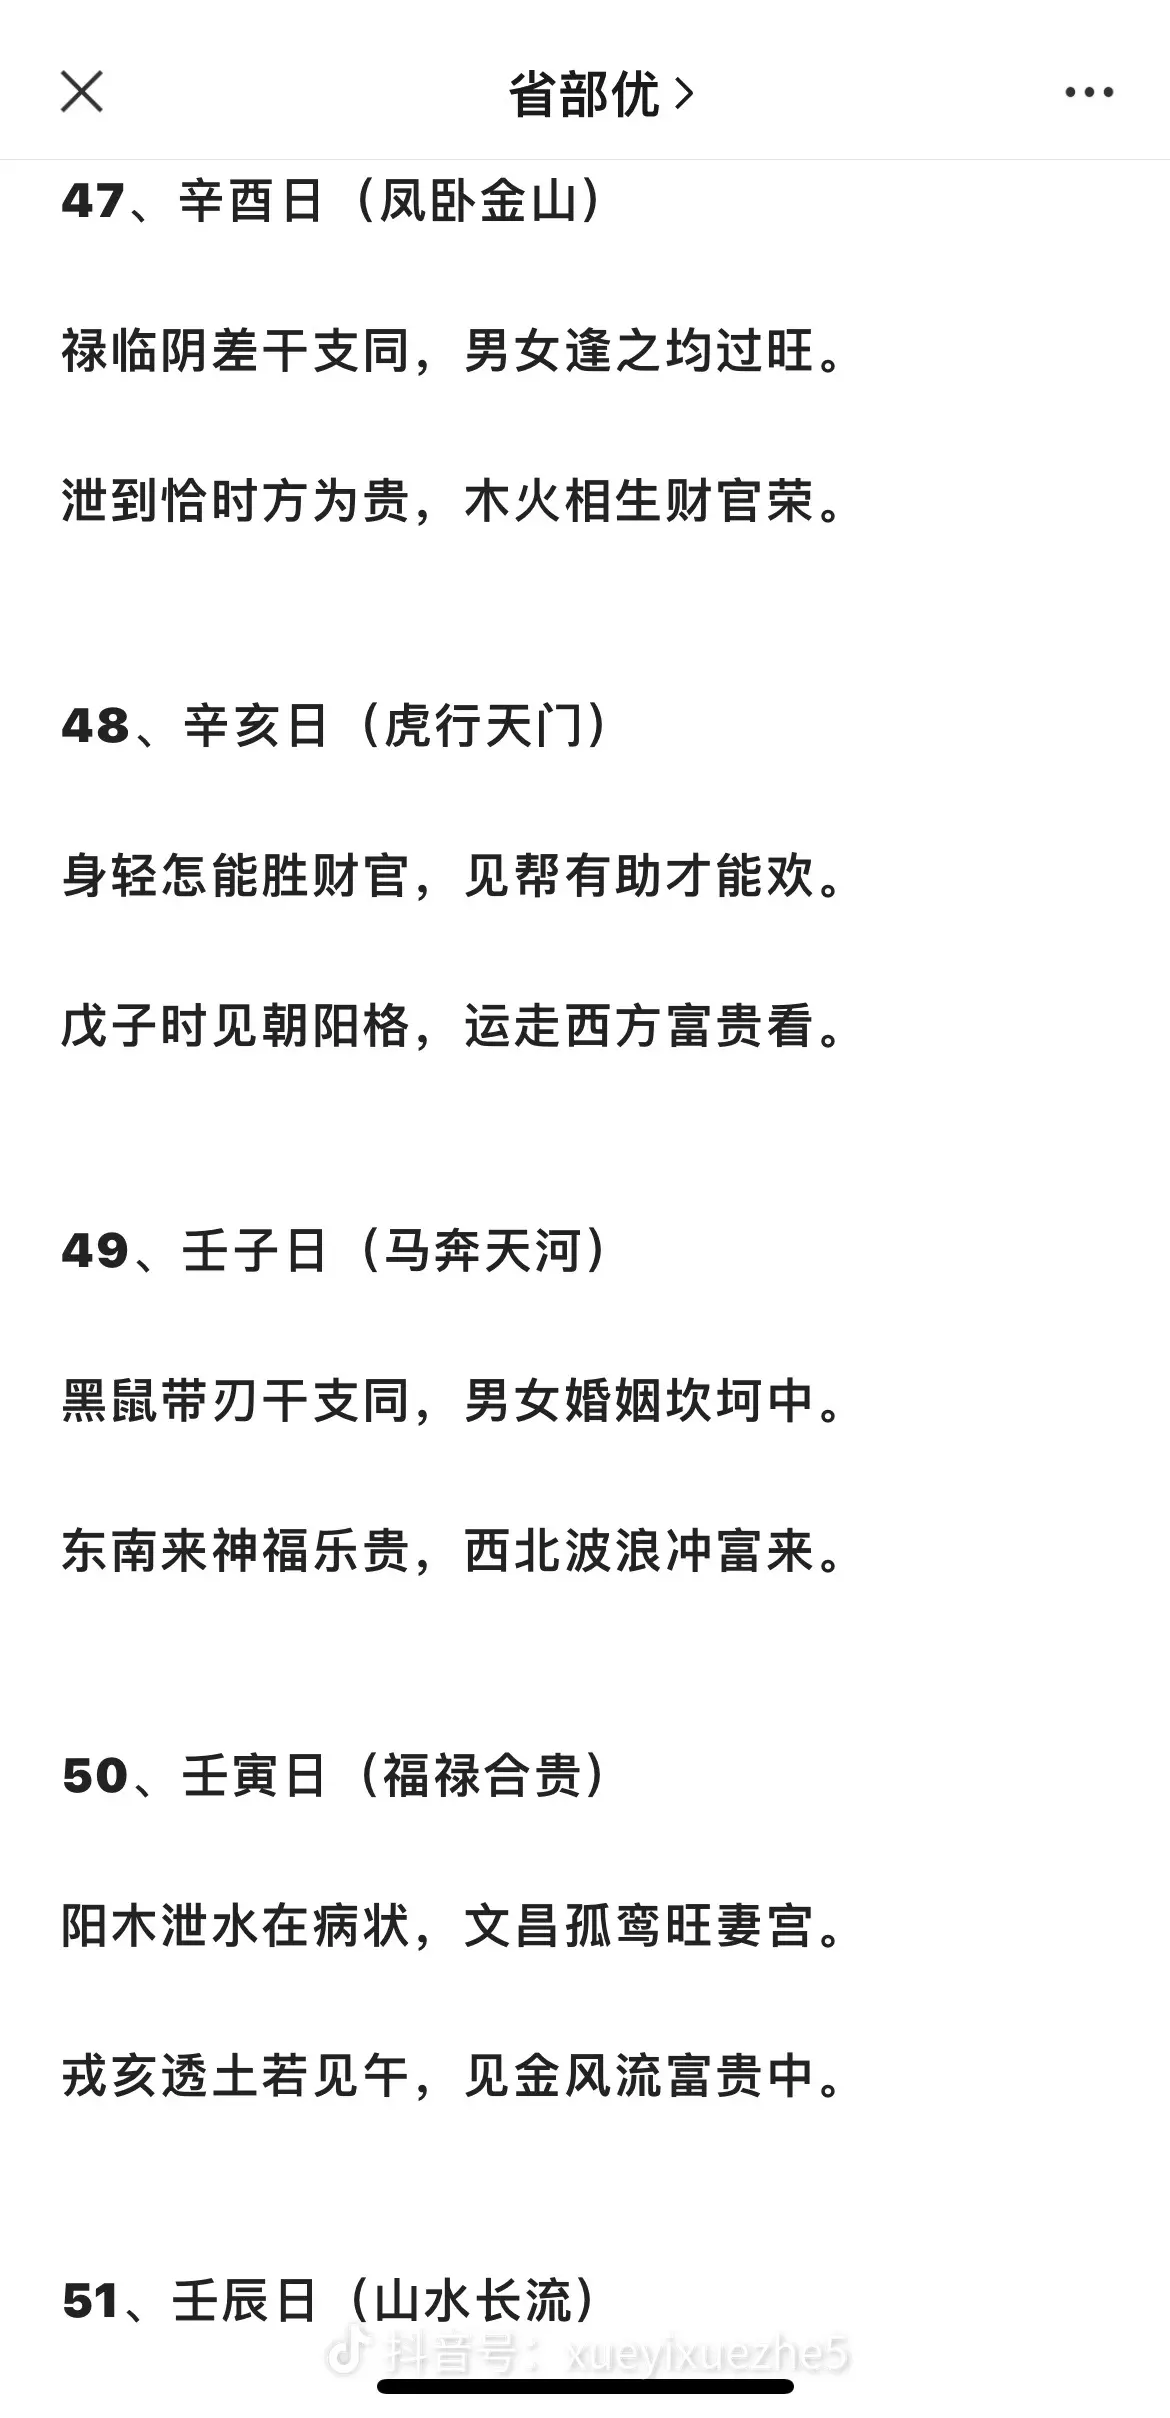 省部优
47、辛酉日（凤卧金山）
禄临阴差干支同，男女逢之均过旺。
泄到恰时方为贵，木火相生财官荣。
48、辛亥日（虎行天门）
身轻怎能胜财官，见帮有助才能欢。
戊子时见朝阳格，运走西方富贵看。
49、壬子日（马奔天河）
黑鼠带刃干支同，男女婚姻坎坷中。
东南来神福乐贵，西北波浪冲富来。
50、壬寅日（福禄合贵）
阳木泄水在病状，文昌孤鸾旺妻宫。
戎亥透土若见午，见金风流富贵中。
51、壬辰日（山水长流）
抖音号：xueyixuezhe5